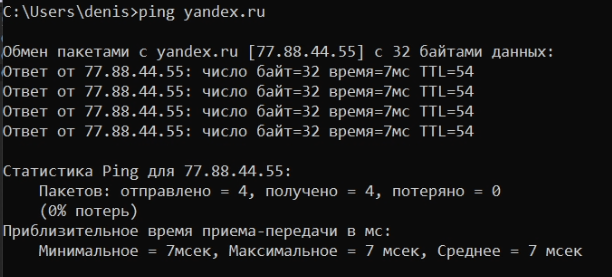 C:\Users\denis>ping yandex.ru
Обмен пакетами с yandex.ru [77.88.44.55] с 32 байтами данных:
Ответ от 77.88.44.55: число байт=32 время=7мс TTL=54
Ответ от 77.88.44.55: число байт=32 время=7мс TTL=54
Ответ от 77.88.44.55: число байт=32 время=7мс TTL=54
Ответ от 77.88.44.55: число байт=32 время=7мс TTL=54
Статистика Ping для 77.88.44.55:
Пакетов: отправлено = 4, получено = 4, потеряно = 0
(0% потерь)
Приблизительное время приема-передачи в мс:
Минимальное = 7мсек, Максимальное = 7 мсек, Среднее = 7 мсек